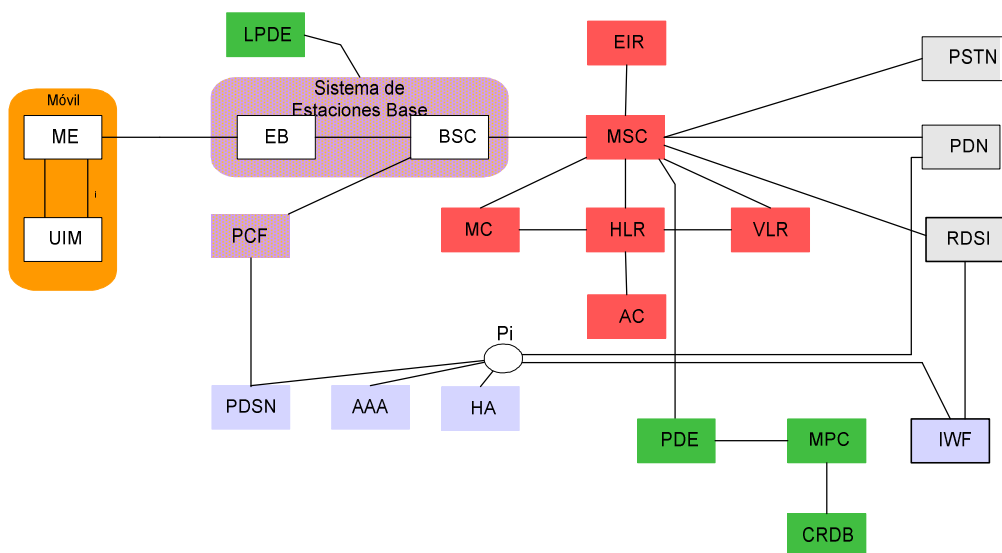 LPDE
EIR
PSTN
Sistema de
Estaciones Base
Móvil
ME
EB
BSC
MSC
PDN
i
UIM
PCF
MC
HLR
VLR
RDSI
AC
Pi
PDSN
AAA
HA
PDE
MPC
IWF
CRDB